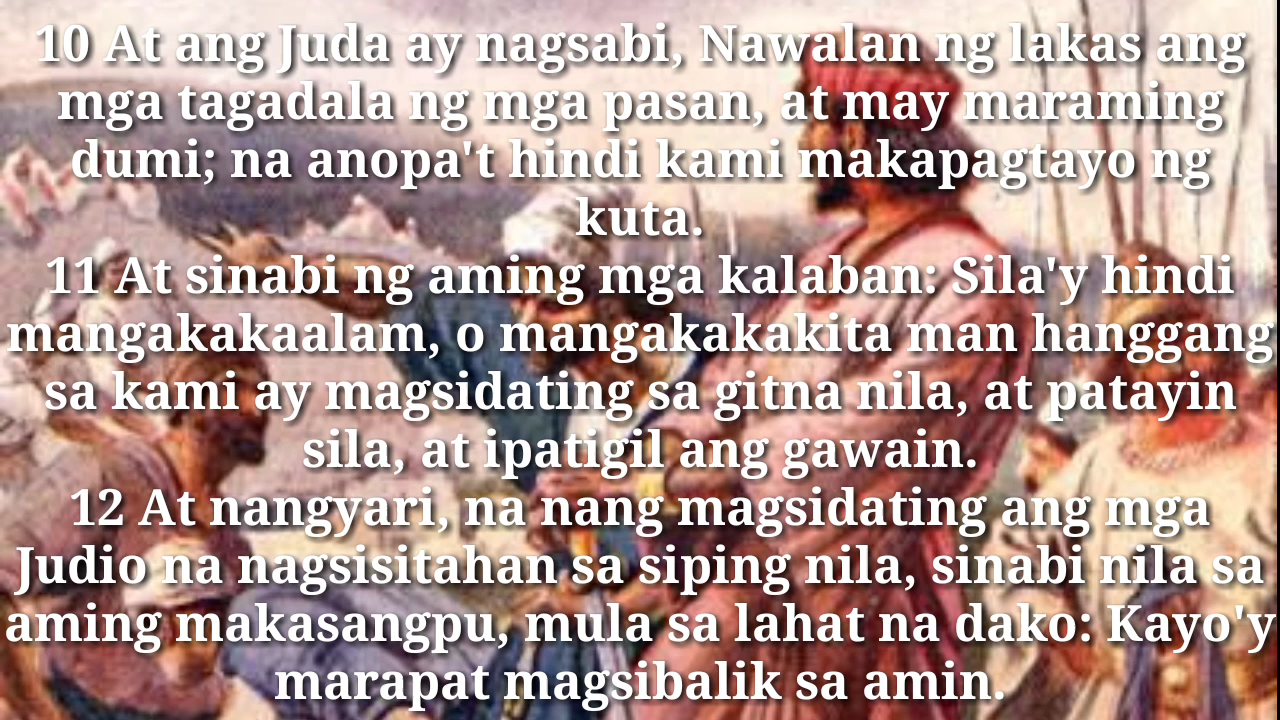 10 At ang Juda ay nagsabi, Nawalan ng lakas ang
mga tagadala ng mga pasan, at may maraming
dumi; na anopa't hindi kami makapagtayo ng
kuta.
11 At sinabi ng aming mga kalaban: Sila'y hindi
mangakakaalam, o mangakakakita man hanggang
sa kami ay magsidating sa gitna nila, at patayin
sila, at ipatigil ang gawain.
12 At nangyari, na nang magsidating ang mga
Judio na nagsisitahan sa siping nila, sinabi nila sa
aming makasangpu, mula sa lahat na dako: Kayo'y
marapat magsibalik sa amin.